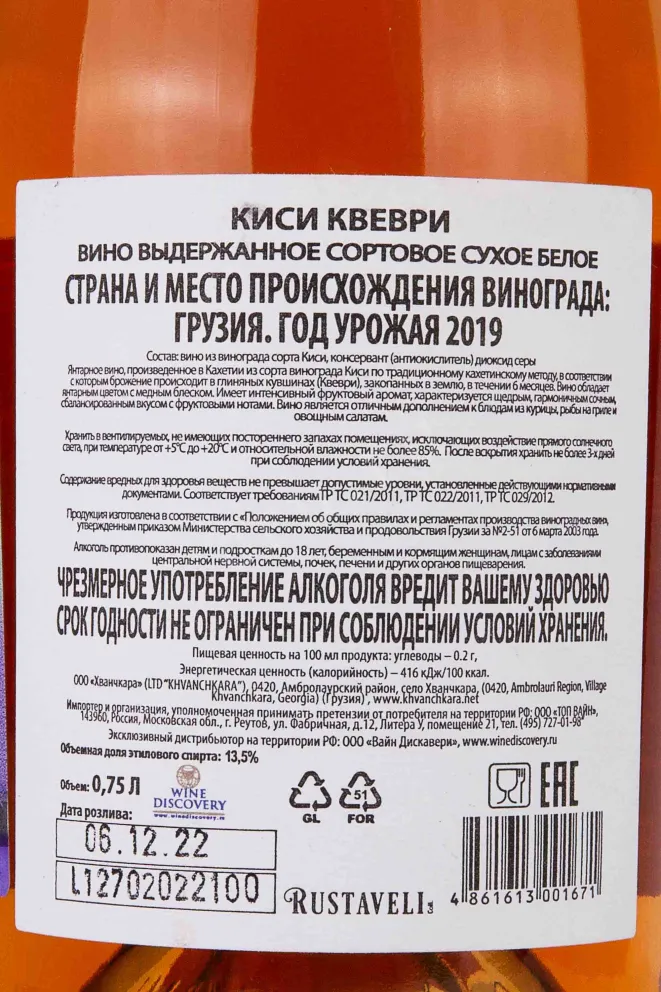 КИСИ КВЕВРИ
ВИНО ВЫДЕРЖАННОЕ СОРТОВОЕ СУХОЕ БЕЛОЕ
СТРАНА И МЕСТО ПРОИСХОЖДЕНИЯ ВИНОГРАДА:
ГРУЗИЯ. ГОД УРОЖАЯ 2019
Состав: вино из винограда сорта Киси, консервант (антиокислитель) диоксид серы
Янтарное вино, произведенное в Кахетии из сорта винограда Киси по традиционному кахетинскому методу, в соответствии
с которым брожение происходит в глиняных кувшинах (Квеври), закопанных в землю, в течении 6 месяцев. Вино обладает
янтарным цветом с медным блеском. Имеет интенсивный фруктовый аромат, характеризуется щедрым, гармоничным сочным,
сбалансированным вкусом с фруктовыми нотами. Вино является отличным дополнением к блюдам из курицы, рыбы на гриле и
овощным салатам.
Хранить в вентилируемых, не имеющих постореннего запахах помещениях, исключающих воздействие прямого солнечного
света, при температуре от +5°C до +20°C и относительной влажности не более 85%. После вскрытия хранить не более 3-х дней
при соблюдении условий хранения.
Содержание вредных для здоровья веществ не превышает допустимые уровни, установленные действующими нормативными
документами. Соответствует требованиям ТР ТС 021/2011, ТР ТС 022/2011, ТР ТС 029/2012.
Продукция изготовлена в соответствии с «Положением об общих правилах и регламентах производства виноградных вин»,
утвержденным приказом Министерства сельского хозяйства и продовольствия Грузии за №2-51 от 6 марта 2003 года.
Алкоголь противопоказан детям и подросткам до 18 лет, беременным и кормящим женщинам, лицам с заболеваниями
центральной нервной системы, почек, печени и других органов пищеварения.
ЧРЕЗМЕРНОЕ УПОТРЕБЛЕНИЕ АЛКОГОЛЯ ВРЕДИТ ВАШЕМУ ЗДОРОВЬЮ
СРОК ГОДНОСТИ НЕ ОГРАНИЧЕН ПРИ СОБЛЮДЕНИИ УСЛОВИЙ ХРАНЕНИЯ.
Пищевая ценность на 100 мл продукта: углеводы – 0.2 г,
Энергетическая ценность (калорийность) – 416 кДж/100 ккал.
ООО «Хванчкара» (LTD "KHVANCHKARA"), 0420, Амбролаурский район, село Хванчкара, (0420, Ambrolauri Region, Village
Khvanchkara, Georgia) (Грузия), www.khvanchkara.net
Импортер и организация, уполномоченная принимать претензии от потребителя на территории РФ: ООО «ТОП ВАЙН»,
143960, Россия, Московская обл., г. Реутов, ул. Фабричная, д.12, Литера У, помещение 21, тел. (495) 727-01-98
Эксклюзивный дистрибьютор на территории РФ: ООО «Вайн Дискавери», www.winediscovery.ru
Объемная доля этилового спирта: 13,5%
Объем: 0,75 Л
WINE
DISCOVERY
www.winediscovery.ru
GL
51
FOR
EAC
Дата розлива:
06.12.22
L12702022100
RUSTAVELI
4 861613 001671